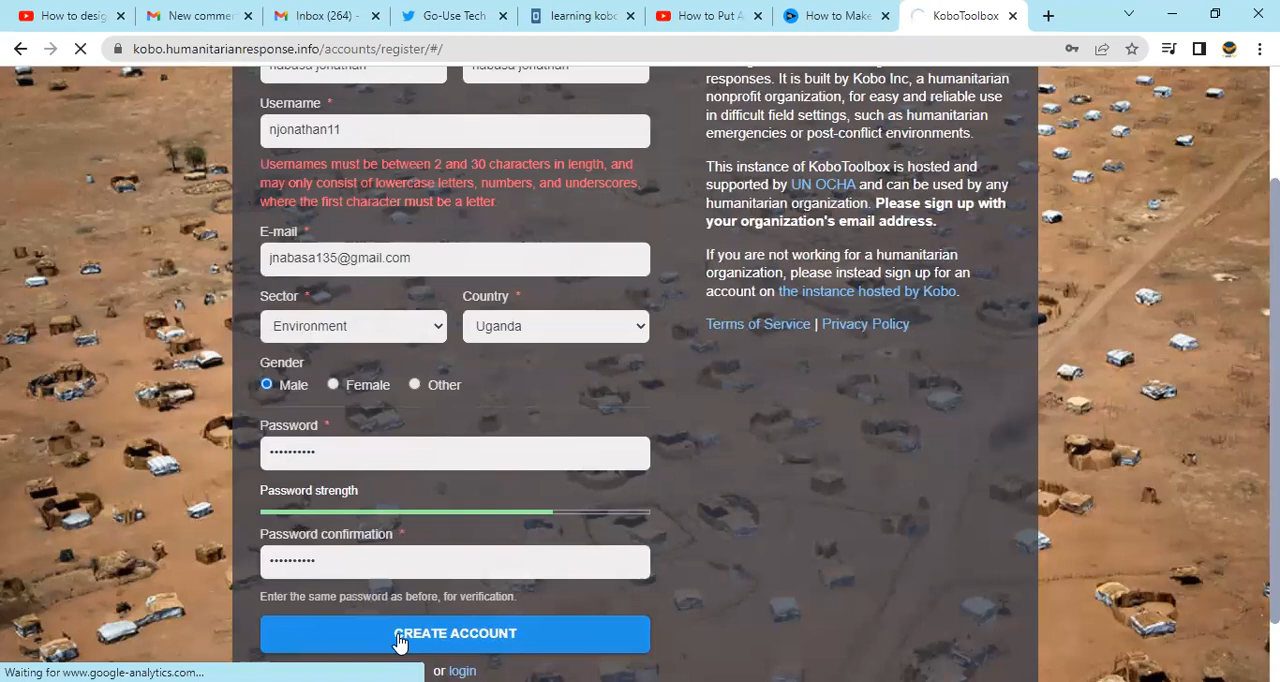 How to desig
New comme
Inbox (264) -
Go-Use Tech
learning kobo
How to Put A
How to Make
KoboToolbox
kobo.humanitarianresponse.info/accounts/register/#/
nabasa jonathan
nabasa jonathan
Username *
njonathan11
Usernames must be between 2 and 30 characters in length, and
may only consist of lowercase letters, numbers, and underscores,
where the first character must be a letter.
E-mail *
jnabasa135@gmail.com
Sector *
Country *
Environment
Uganda
Gender
Male
Female
Other
Password *
••••••••••
Password strength
Password confirmation *
••••••••••
Enter the same password as before, for verification.
CREATE ACCOUNT
or login
Waiting for www.google-analytics.com...
responses. It is built by Kobo Inc, a humanitarian
nonprofit organization, for easy and reliable use
in difficult field settings, such as humanitarian
emergencies or post-conflict environments.
This instance of KoboToolbox is hosted and
supported by UN OCHA and can be used by any
humanitarian organization. Please sign up with
your organization's email address.
If you are not working for a humanitarian
organization, please instead sign up for an
account on the instance hosted by Kobo.
Terms of Service | Privacy Policy